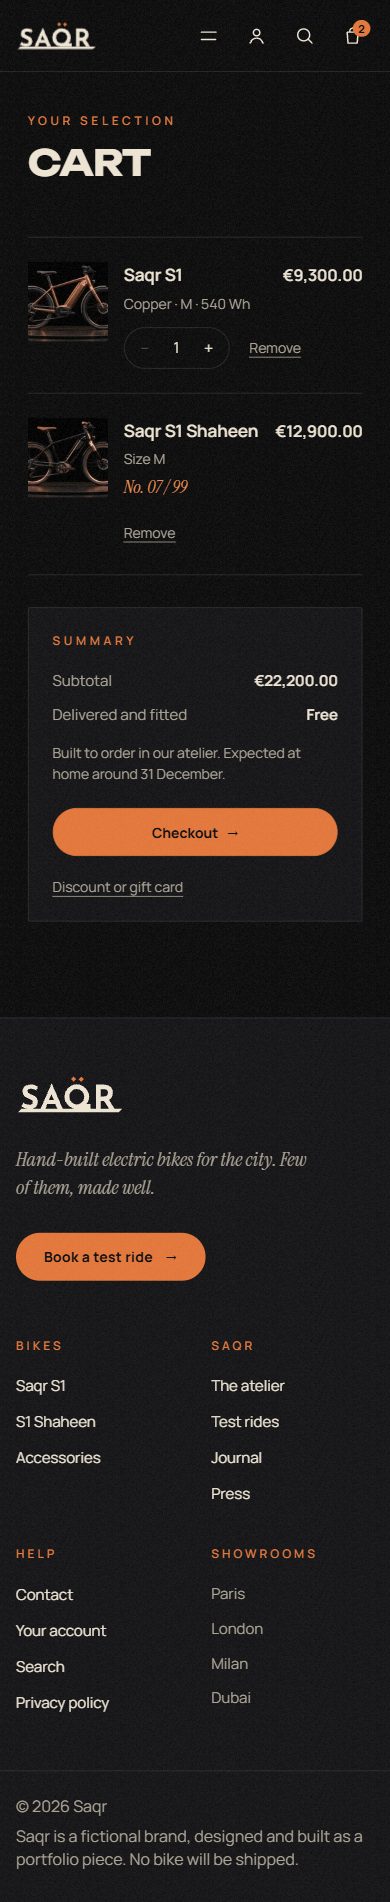 SAQR
2
YOUR SELECTION
CART
Saqr S1 €9,300.00
Copper · M · 540 Wh
− 1 + Remove
Saqr S1 Shaheen €12,900.00
Size M
No. 07/99
Remove
SUMMARY
Subtotal €22,200.00
Delivered and fitted Free
Built to order in our atelier. Expected at
home around 31 December.
Checkout →
Discount or gift card
SAQR
Hand-built electric bikes for the city. Few
of them, made well.
Book a test ride →
BIKES
Saqr S1
S1 Shaheen
Accessories
SAQR
The atelier
Test rides
Journal
Press
HELP
Contact
Your account
Search
Privacy policy
SHOWROOMS
Paris
London
Milan
Dubai
© 2026 Saqr
Saqr is a fictional brand, designed and built as a
portfolio piece. No bike will be shipped.